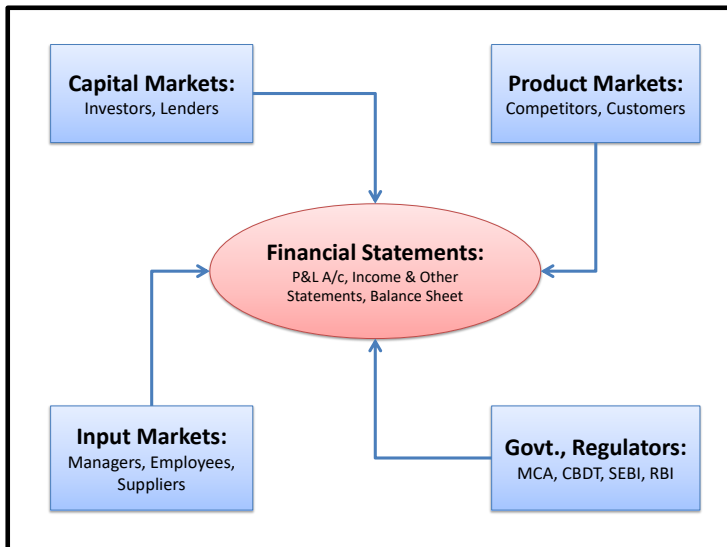 Capital Markets:
Investors, Lenders
Product Markets:
Competitors, Customers
Financial Statements:
P&L A/c, Income & Other
Statements, Balance Sheet
Input Markets:
Managers, Employees,
Suppliers
Govt., Regulators:
MCA, CBDT, SEBI, RBI